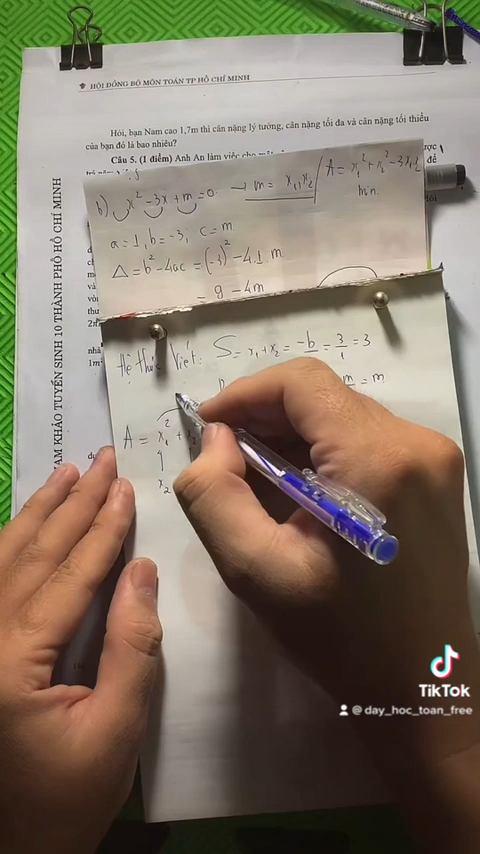 HỘI ĐỒNG BỘ MÔN TOÁN TP HỒ CHÍ MINH
Hỏi, bạn Nam cao 1,7m thì cân nặng lý tưởng, cân nặng tối đa và cân nặng tối thiểu
của bạn đó là bao nhiêu?
Câu 5. (1 điểm) Anh An làm việc cho
b) x² - 3x + m = 0 → m = x₁, x₂ / A = x₁² + x₂² - 3x₁x₂
min.
a = 1, b = -3; c = m
Δ = b² - 4ac = (-3)² - 4.1.m
= 9 - 4m
Hệ thức Viét: S = x₁ + x₂ = -b = 3/1 = 3
m = m
A = x₁² +
x₂
THAM KHẢO TUYỂN SINH 10 THÀNH PHỐ HỒ CHÍ MINH
TikTok
@day_hoc_toan_free